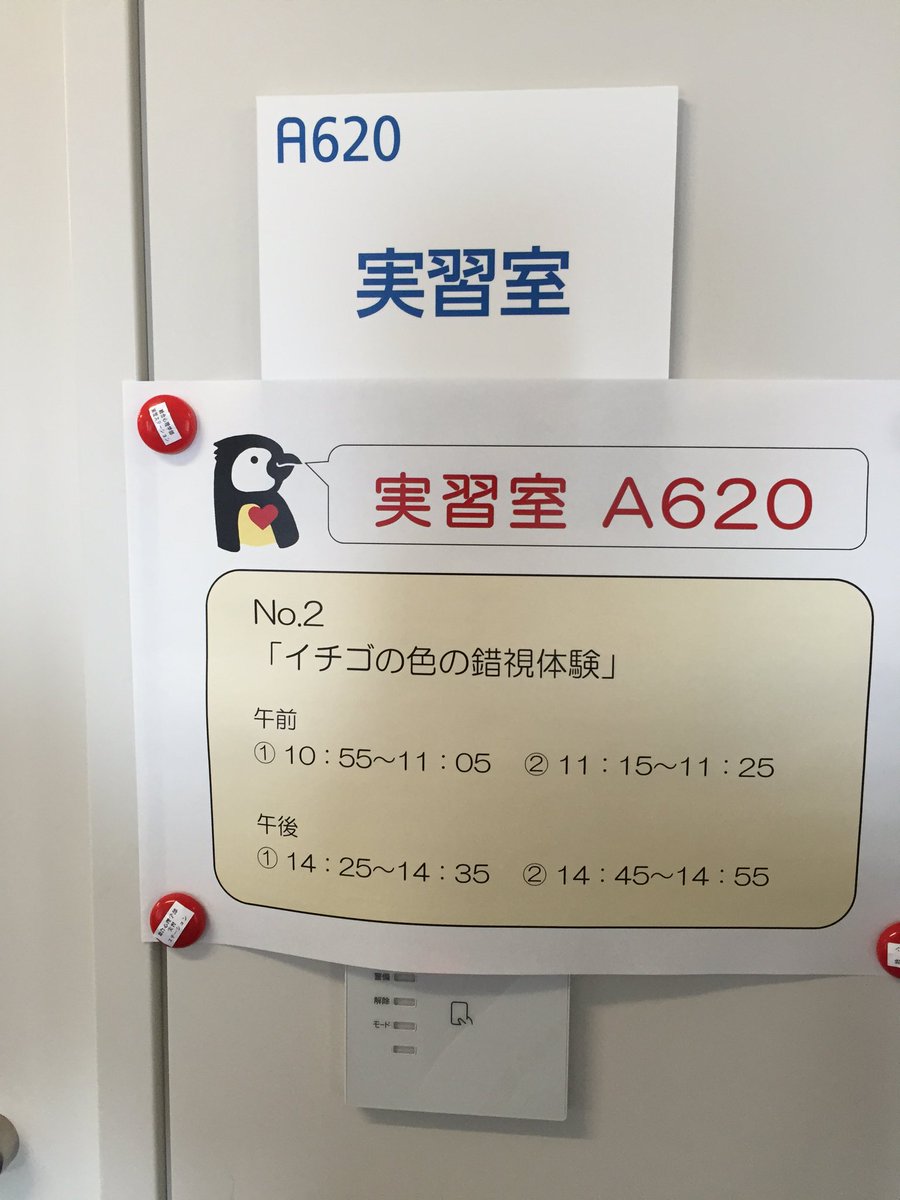 A620
実習室
実習室 A620
No.2
「イチゴの色の錯視体験」
午前
① 10：55～11：05 ② 11：15～11：25
午後
① 14：25～14：35 ② 14：45～14：55
警備
解除
モード